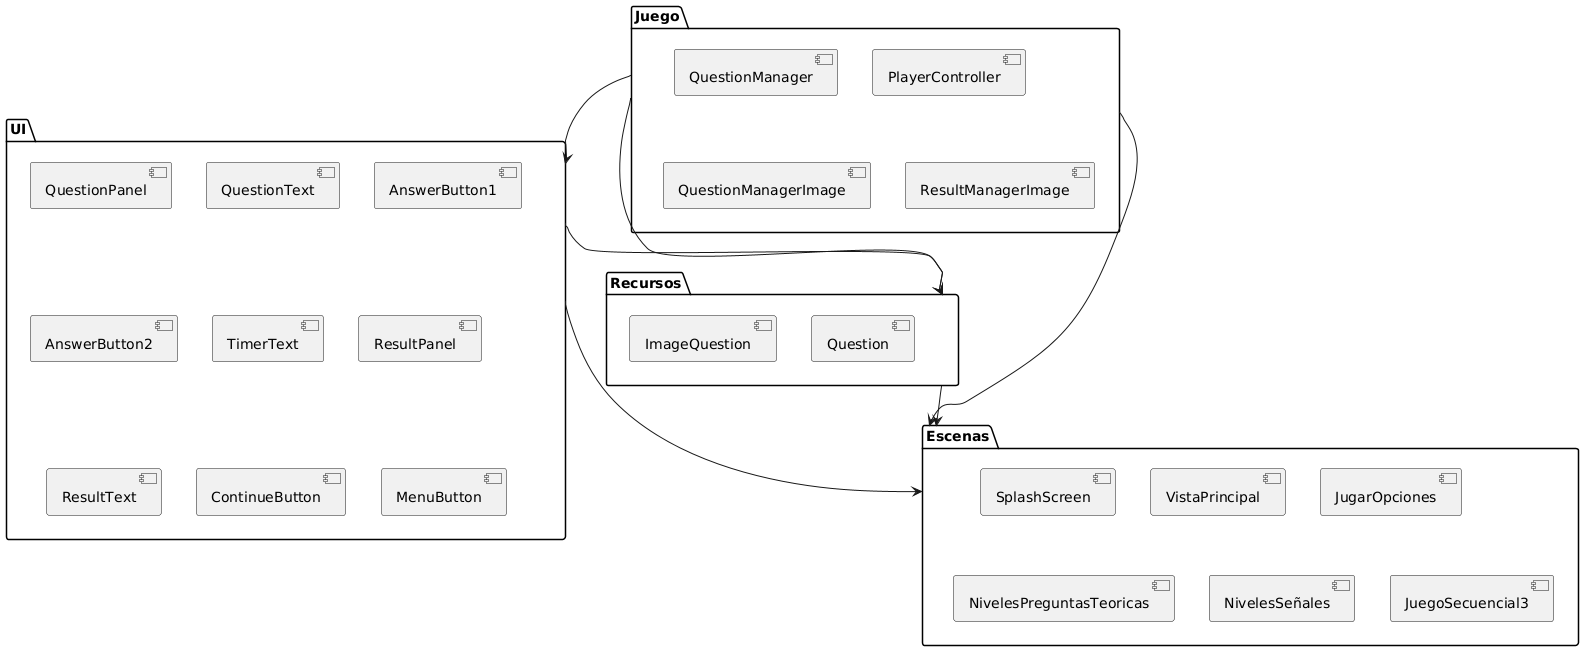 Juego
QuestionManager
PlayerController
QuestionManagerImage
ResultManagerImage
UI
QuestionPanel
QuestionText
AnswerButton1
AnswerButton2
TimerText
ResultPanel
ResultText
ContinueButton
MenuButton
Recursos
ImageQuestion
Question
Escenas
SplashScreen
VistaPrincipal
JugarOpciones
NivelesPreguntasTeoricas
NivelesSeñales
JuegoSecuencial3